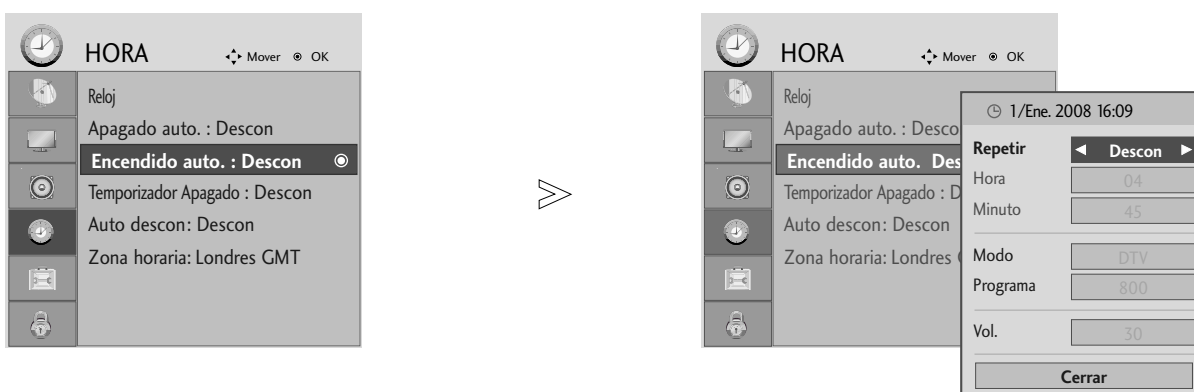 HORA Mover OK
Reloj
Apagado auto. : Descon
Encendido auto. : Descon
Temporizador Apagado : Descon
Auto descon: Descon
Zona horaria: Londres GMT
HORA Mover OK
Reloj
Apagado auto. : Desco
Encendido auto. Des
Temporizador Apagado : D
Auto descon: Descon
Zona horaria: Londres
1/Ene. 2008 16:09
Repetir ◄ Descon ►
Hora 04
Minuto 45
Modo DTV
Programa 800
Vol. 30
Cerrar